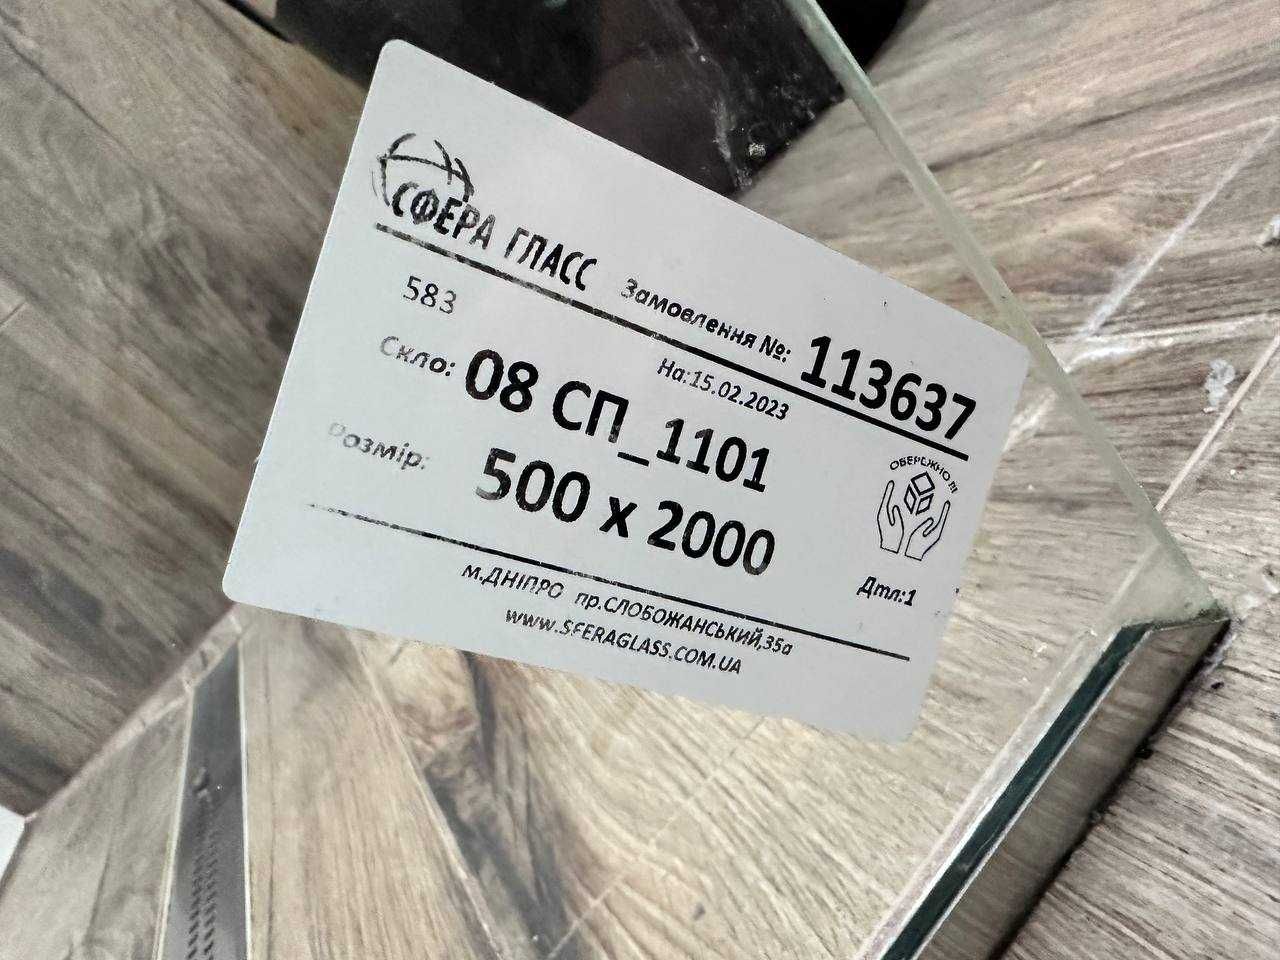 СФЕРА ГЛАСС
Замовлення №: 113637
583
На:15.02.2023
Скло: 08 СП_1101
Розмір: 500 x 2000
ОБЕРЕЖНО
Дтл:1
м.ДНІПРО пр.СЛОБОЖАНСЬКИЙ,35а
WWW.SFERAGLASS.COM.UA